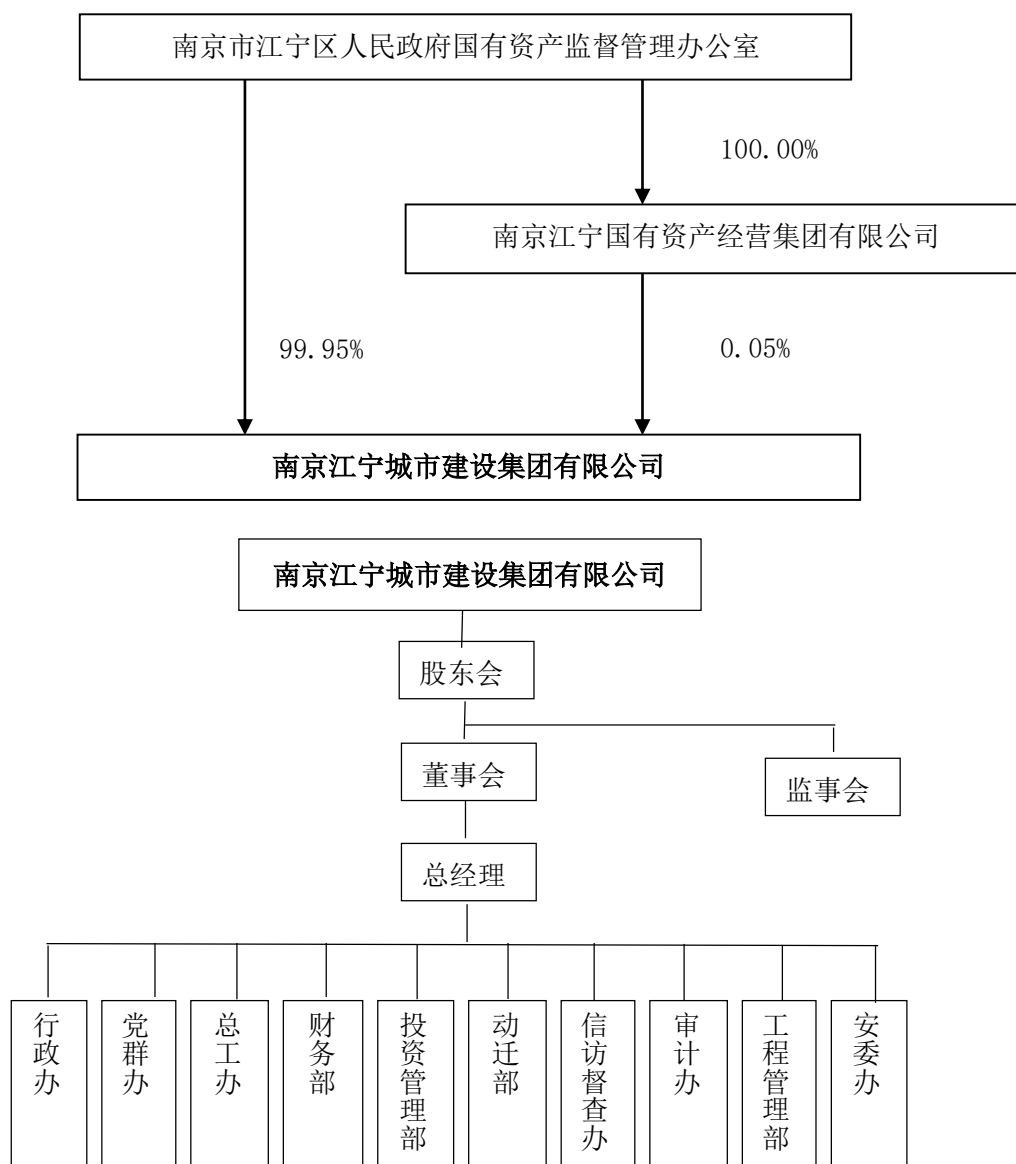 南京市江宁区人民政府国有资产监督管理办公室
100.00%
南京江宁国有资产经营集团有限公司
99.95%
0.05%
南京江宁城市建设集团有限公司
南京江宁城市建设集团有限公司
股东会
董事会
监事会
总经理
行政办
党群办
总工办
财务部
投资管理部
动迁部
信访督查办
审计办
工程管理部
安委办